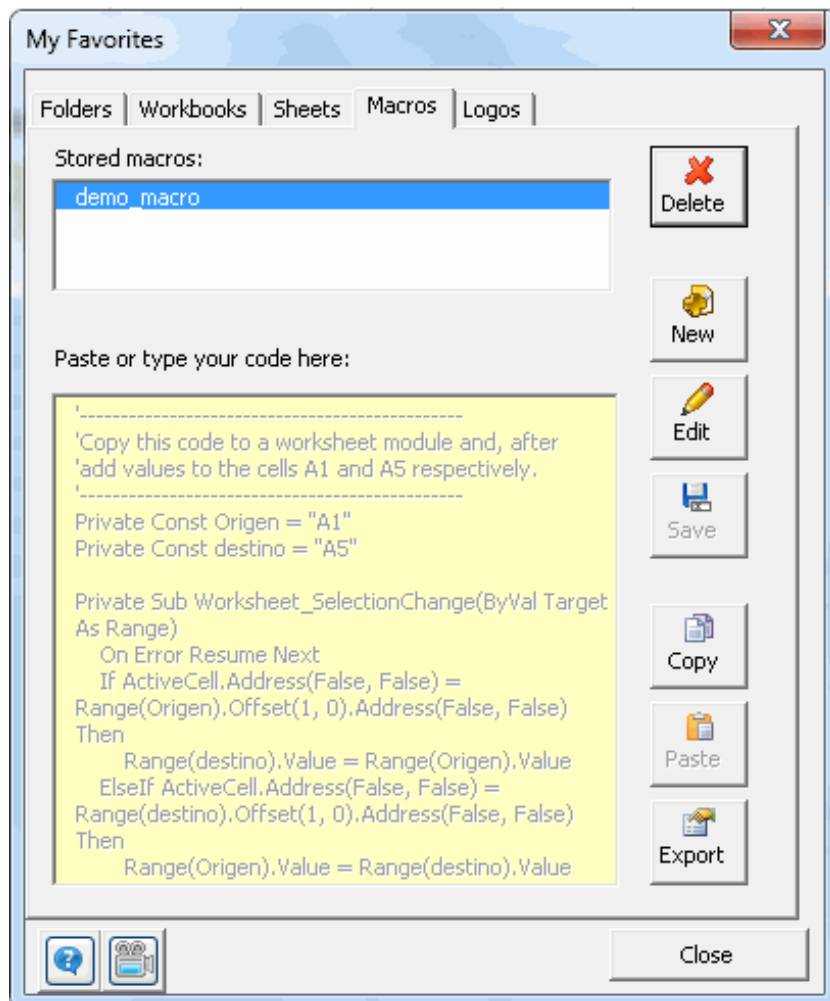 My Favorites
Folders
Workbooks
Sheets
Macros
Logos
Stored macros:
demo_macro
Delete
New
Paste or type your code here:
Edit
Save
Copy
Paste
Export
'-----------------------------------------------
'Copy this code to a worksheet module and, after
'add values to the cells A1 and A5 respectively.
'-----------------------------------------------
Private Const Origen = "A1"
Private Const destino = "A5"
Private Sub Worksheet_SelectionChange(ByVal Target
As Range)
On Error Resume Next
If ActiveCell.Address(False, False) =
Range(Origen).Offset(1, 0).Address(False, False)
Then
Range(destino).Value = Range(Origen).Value
ElseIf ActiveCell.Address(False, False) =
Range(destino).Offset(1, 0).Address(False, False)
Then
Range(Origen).Value = Range(destino).Value
Close